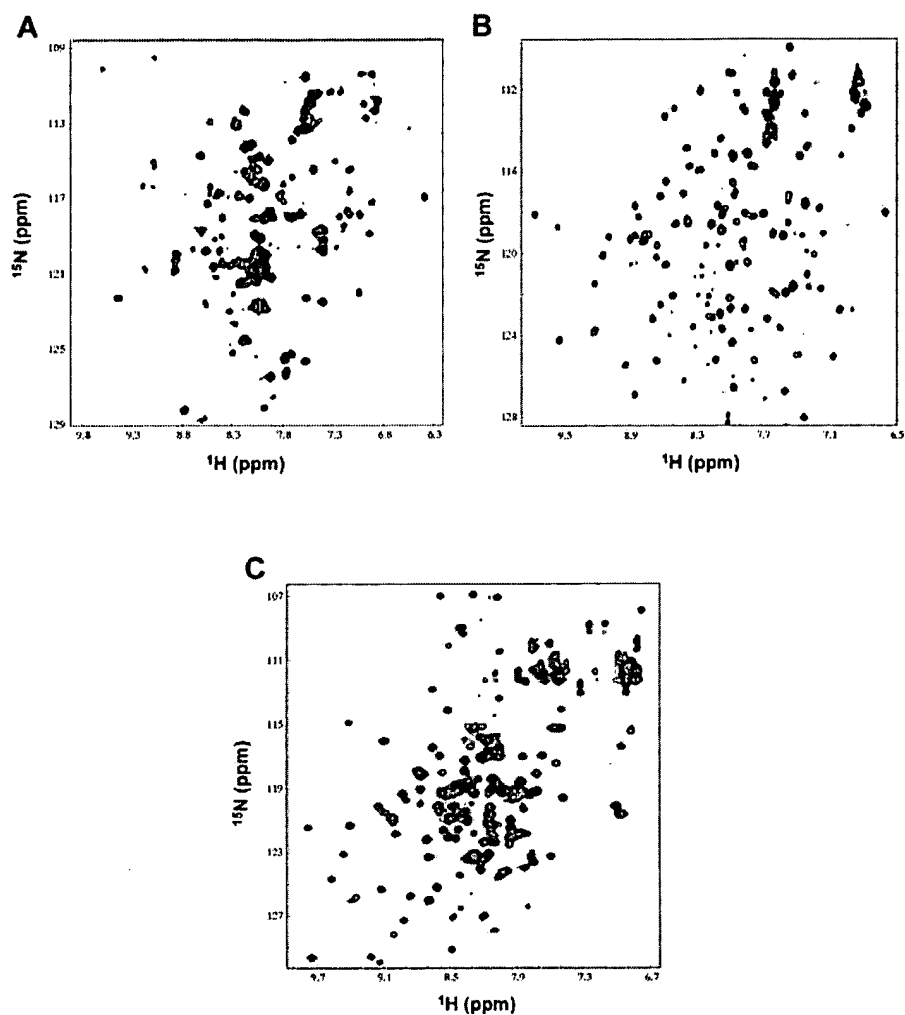 A
109
113
117
121
125
129
¹⁵N (ppm)
9.8 9.3 8.8 8.3 7.8 7.3 6.8 6.3
¹H (ppm)
B
112
116
120
124
128
¹⁵N (ppm)
9.5 8.9 8.3 7.7 7.1 6.5
¹H (ppm)
C
107
111
115
119
123
127
¹⁵N (ppm)
9.7 9.1 8.5 7.9 7.3 6.7
¹H (ppm)